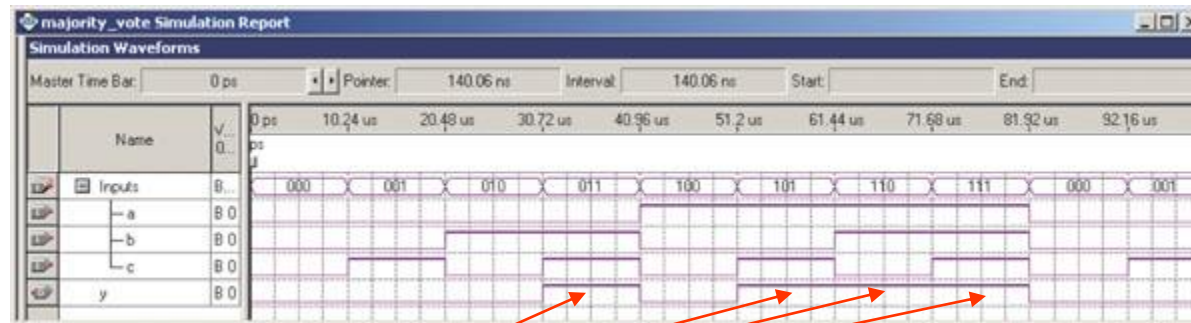 majority_vote Simulation Report
Simulation Waveforms
Master Time Bar: 0 ps Pointer: 140.06 ns Interval: 140.06 ns Start: End:
Name 0 ps 10.24 us 20.48 us 30.72 us 40.96 us 51.2 us 61.44 us 71.68 us 81.92 us 92.16 us
Inputs B... 000 001 010 011 100 101 110 111 000 001
a B 0
b B 0
c B 0
y B 0